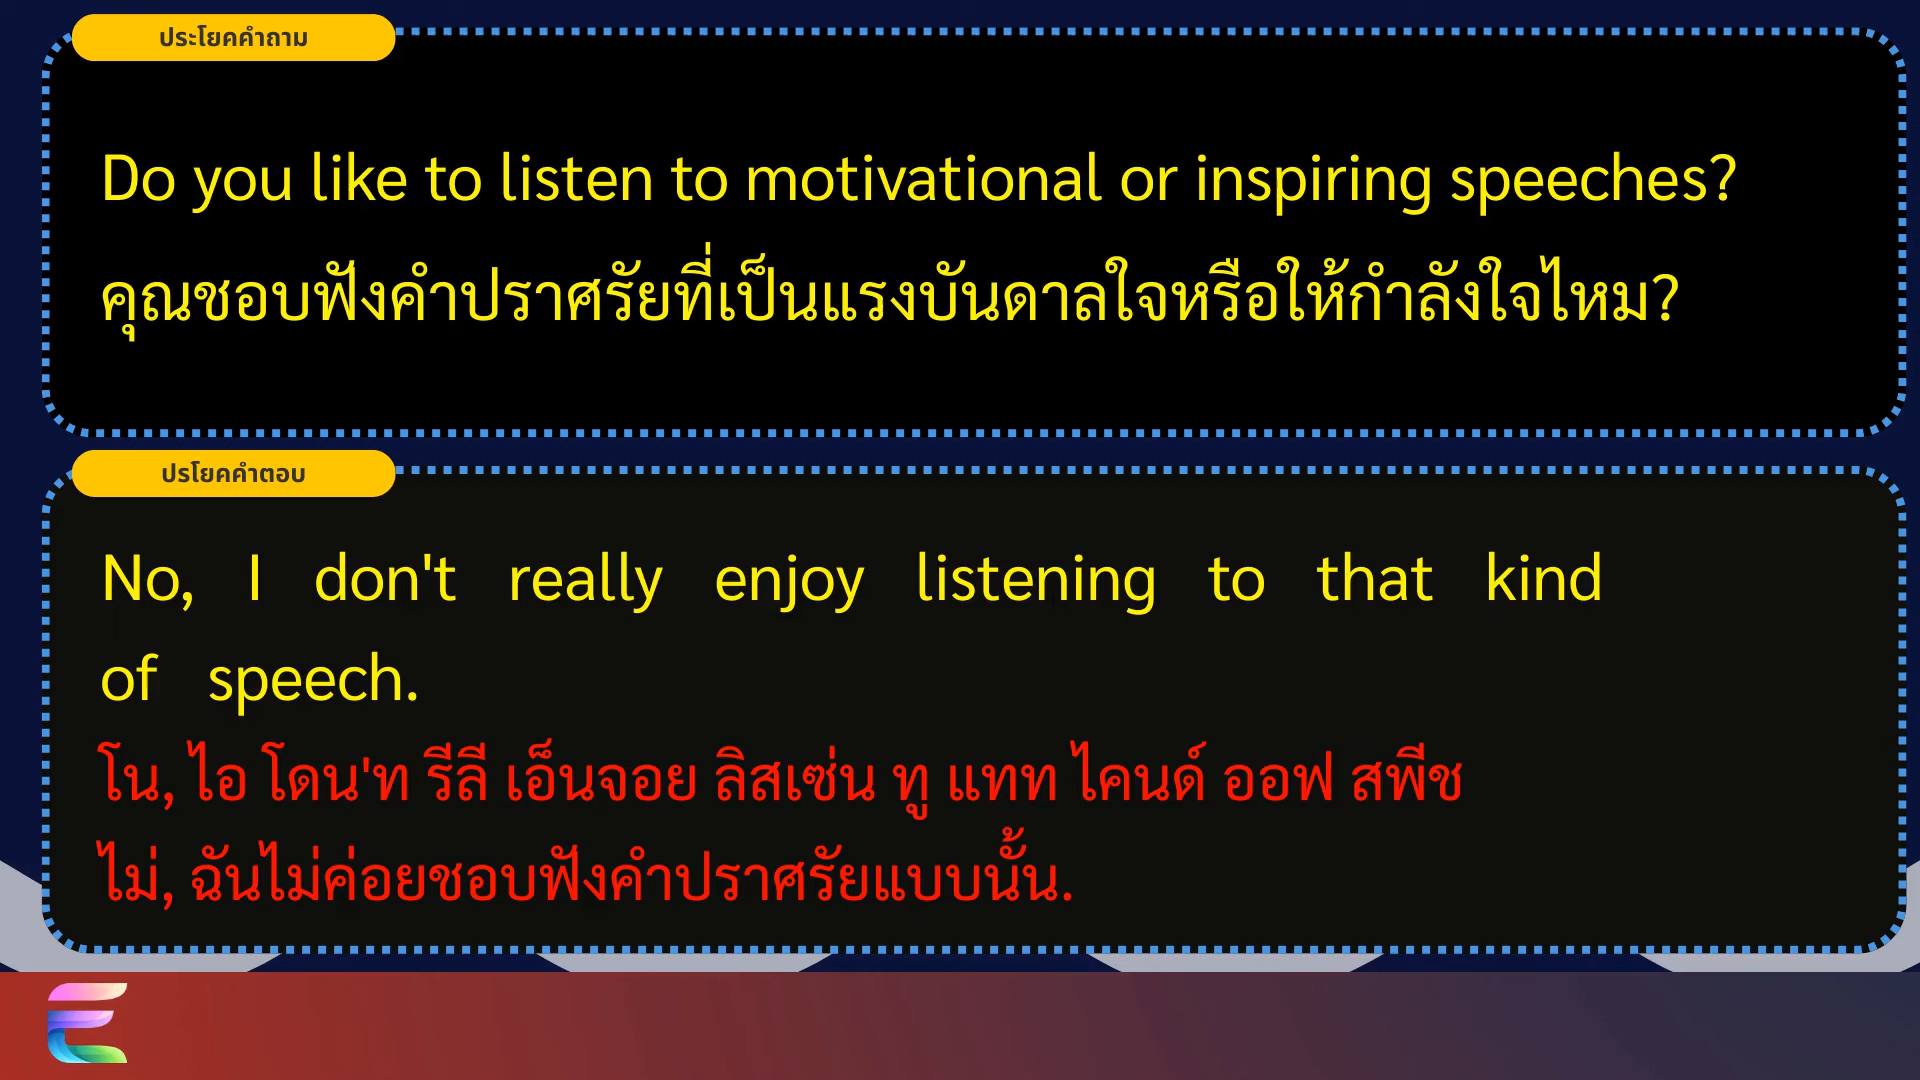 ประโยคคำถาม
Do you like to listen to motivational or inspiring speeches?
คุณชอบฟังคำปราศรัยที่เป็นแรงบันดาลใจหรือให้กำลังใจไหม?
ปรโยคคำตอบ
No, I don't really enjoy listening to that kind
of speech.
โน, ไอ โดน'ท รีลี เอ็นจอย ลิสเซ่น ทู แทท ไคนด์ ออฟ สพีช
ไม่, ฉันไม่ค่อยชอบฟังคำปราศรัยแบบนั้น.